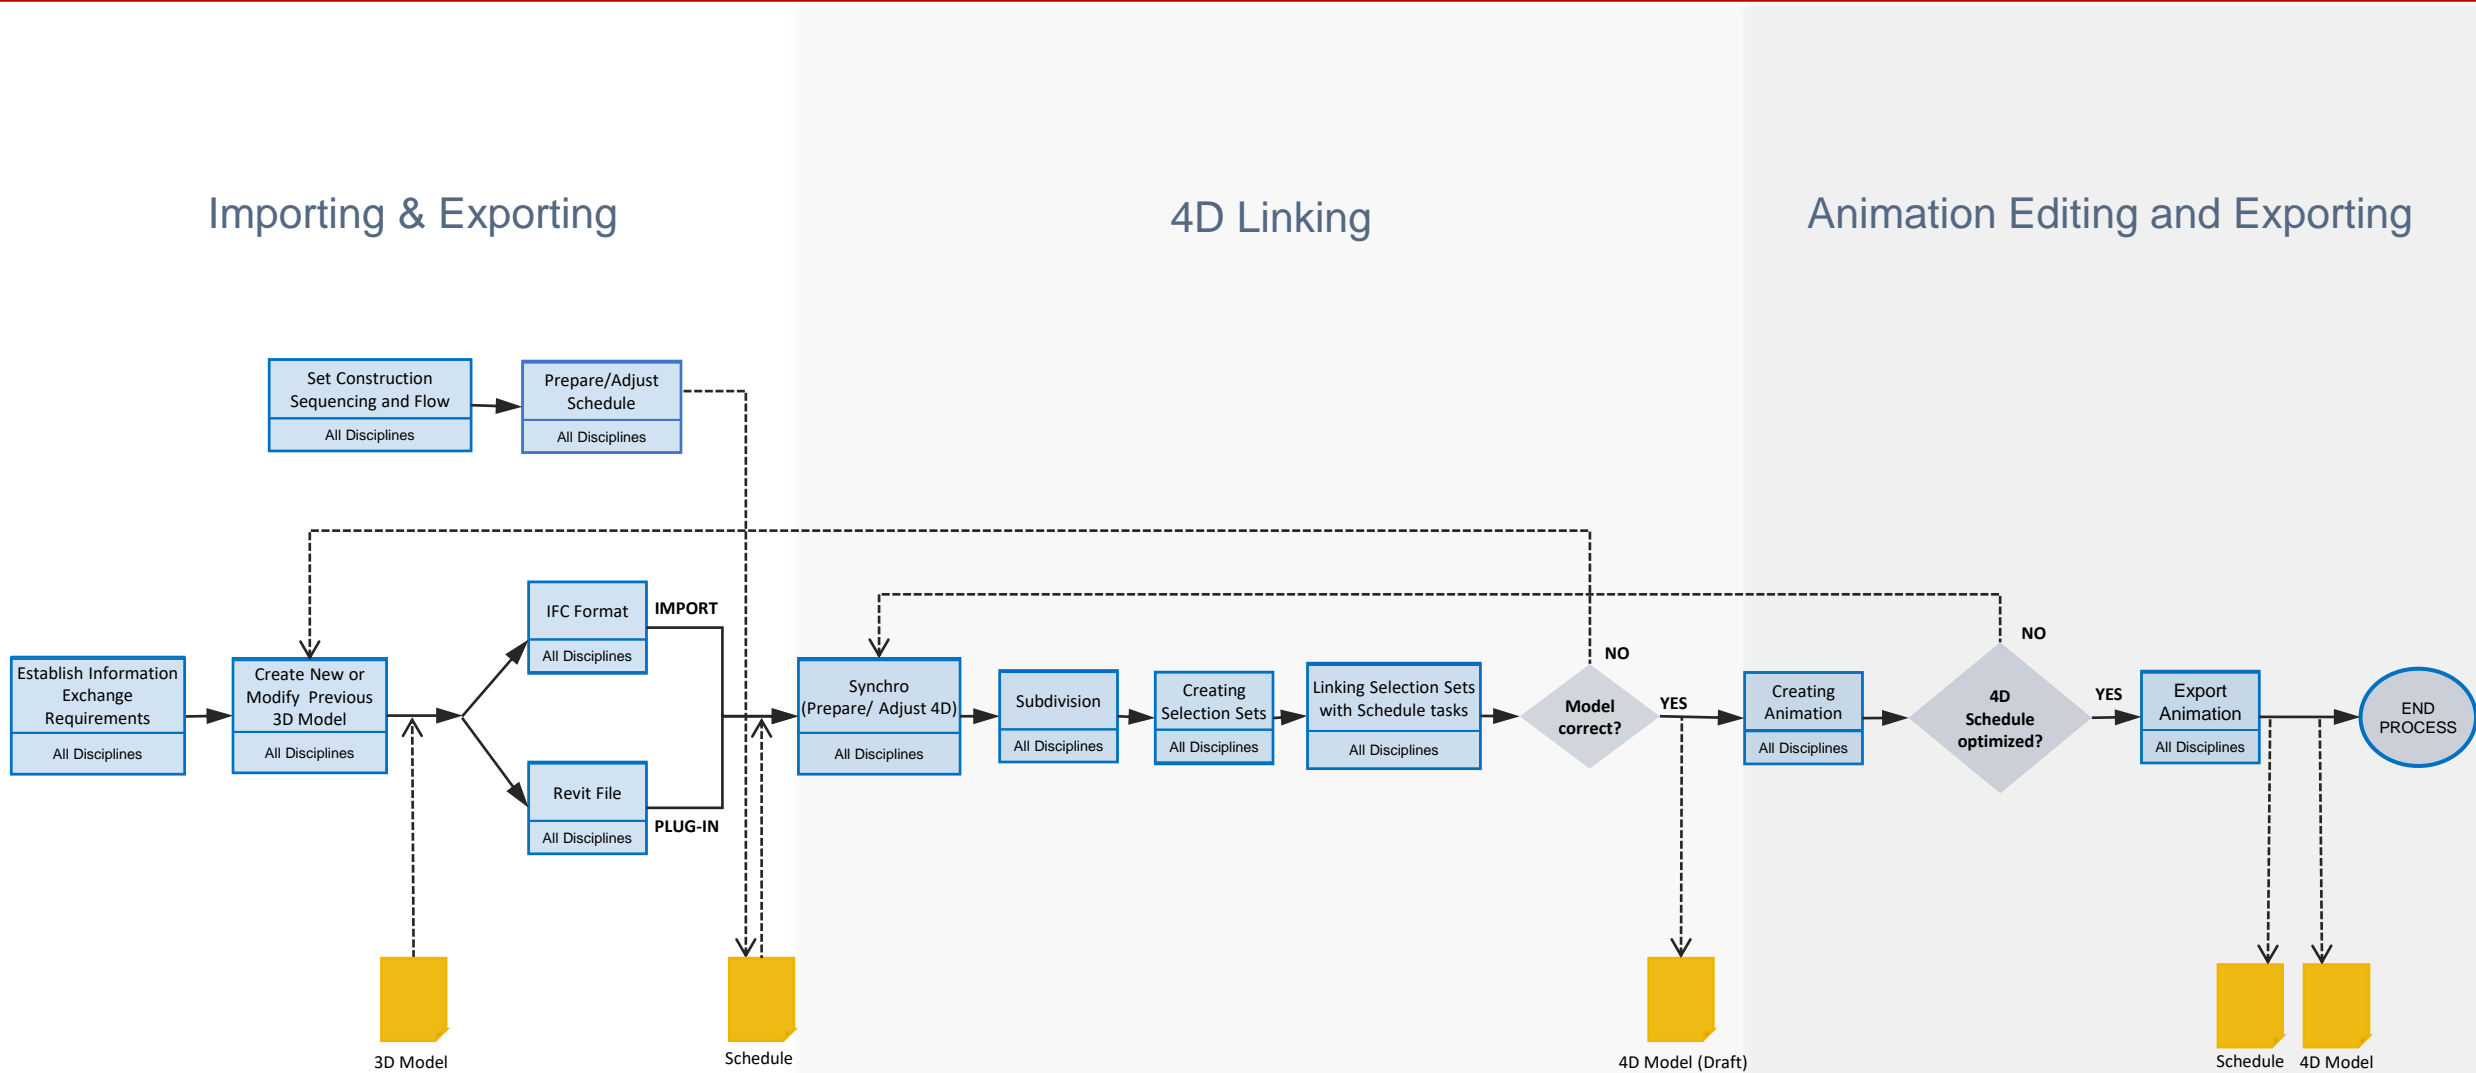 Importing & Exporting
4D Linking
Animation Editing and Exporting
Set Construction
Sequencing and Flow
All Disciplines
Prepare/Adjust
Schedule
All Disciplines
Establish Information
Exchange
Requirements
All Disciplines
Create New or
Modify Previous
3D Model
All Disciplines
IFC Format
All Disciplines
IMPORT
Revit File
All Disciplines
PLUG-IN
Synchro
(Prepare/ Adjust 4D)
All Disciplines
Subdivision
All Disciplines
Creating
Selection Sets
All Disciplines
Linking Selection Sets
with Schedule tasks
All Disciplines
Model
correct?
NO
YES
Creating
Animation
All Disciplines
4D
Schedule
optimized?
NO
YES
Export
Animation
All Disciplines
END
PROCESS
3D Model
Schedule
4D Model (Draft)
Schedule
4D Model